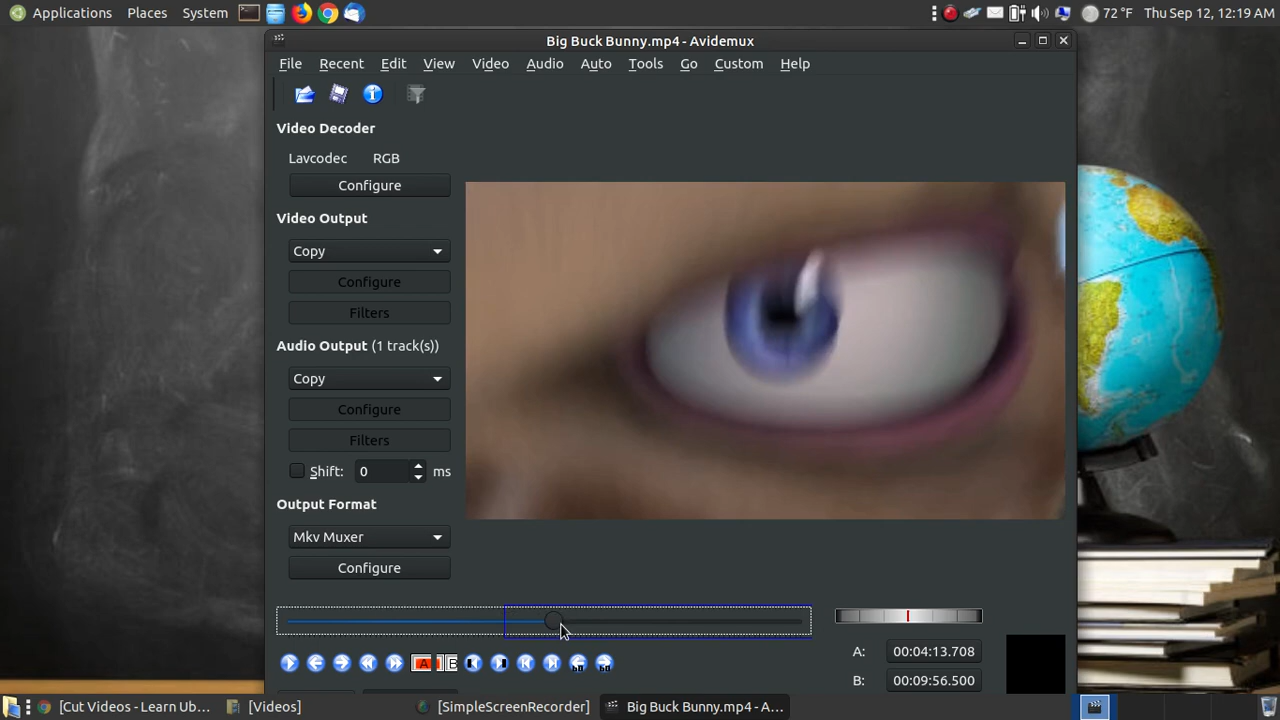 Applications Places System 72 °F Thu Sep 12, 12:19 AM
Big Buck Bunny.mp4 - Avidemux
File Recent Edit View Video Audio Auto Tools Go Custom Help
Video Decoder
Lavcodec RGB
Configure
Video Output
Copy
Configure
Filters
Audio Output (1 track(s))
Copy
Configure
Filters
Shift: 0 ms
Output Format
Mkv Muxer
Configure
A B 60 60
A: 00:04:13.708
B: 00:09:56.500
[Cut Videos - Learn Ub... [Videos] [SimpleScreenRecorder] Big Buck Bunny.mp4 - A...